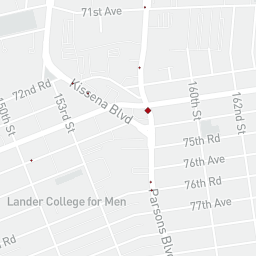 71st Ave
72nd Rd
Kissena Blvd
153rd St
150th St
160th St
162nd St
75th Rd
76th Ave
76th Rd
Lander College for Men
77th Ave
Parsons Blvd
th Rd